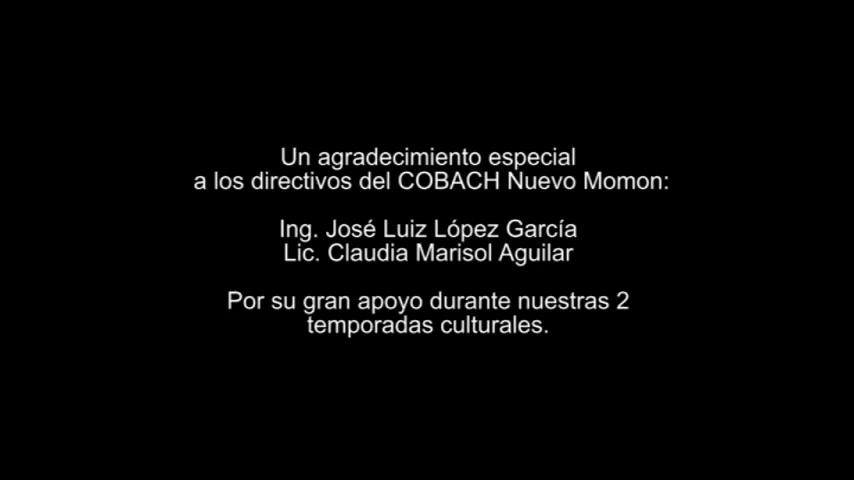 Un agradecimiento especial
a los directivos del COBACH Nuevo Momon:
Ing. José Luiz López García
Lic. Claudia Marisol Aguilar
Por su gran apoyo durante nuestras 2
temporadas culturales.